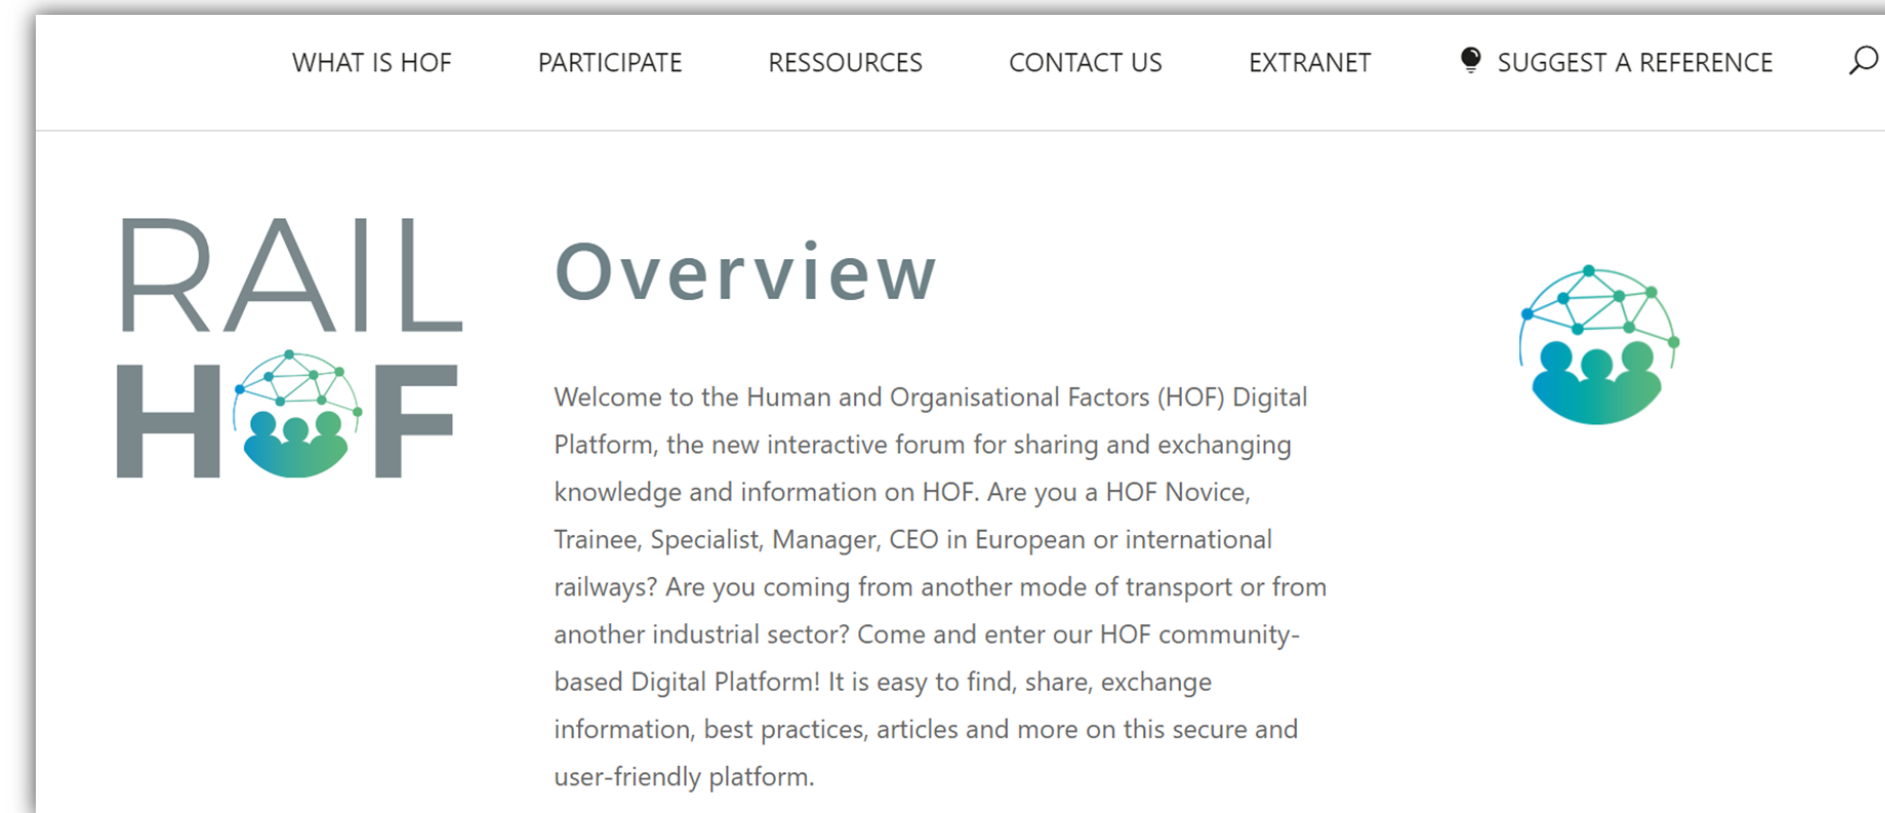 WHAT IS HOF PARTICIPATE RESSOURCES CONTACT US EXTRANET SUGGEST A REFERENCE
RAIL
HOF
Overview
Welcome to the Human and Organisational Factors (HOF) Digital
Platform, the new interactive forum for sharing and exchanging
knowledge and information on HOF. Are you a HOF Novice,
Trainee, Specialist, Manager, CEO in European or international
railways? Are you coming from another mode of transport or from
another industrial sector? Come and enter our HOF community-
based Digital Platform! It is easy to find, share, exchange
information, best practices, articles and more on this secure and
user-friendly platform.